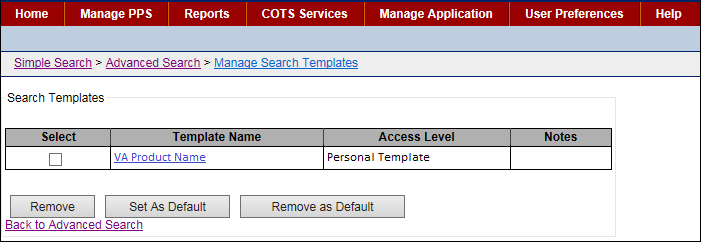 Home Manage PPS Reports COTS Services Manage Application User Preferences Help
Simple Search > Advanced Search > Manage Search Templates
Search Templates
Select Template Name Access Level Notes
VA Product Name Personal Template
Remove Set As Default Remove as Default
Back to Advanced Search